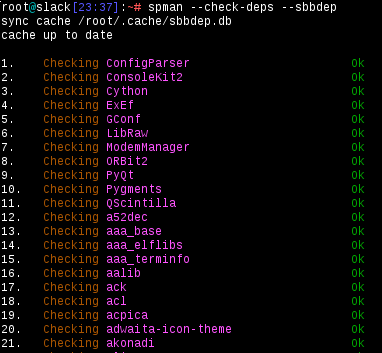 root@slack[23:37]:~# spman --check-deps --sbbdep
sync cache /root/.cache/sbbdep.db
cache up to date
1. Checking ConfigParser Ok
2. Checking ConsoleKit2 Ok
3. Checking Cython Ok
4. Checking ExEf Ok
5. Checking GConf Ok
6. Checking LibRaw Ok
7. Checking ModemManager Ok
8. Checking ORBit2 Ok
9. Checking PyQt Ok
10. Checking Pygments Ok
11. Checking QScintilla Ok
12. Checking a52dec Ok
13. Checking aaa_base Ok
14. Checking aaa_elflibs Ok
15. Checking aaa_terminfo Ok
16. Checking aalib Ok
17. Checking ack Ok
18. Checking acl Ok
19. Checking acpica Ok
20. Checking adwaita-icon-theme Ok
21. Checking akonadi Ok